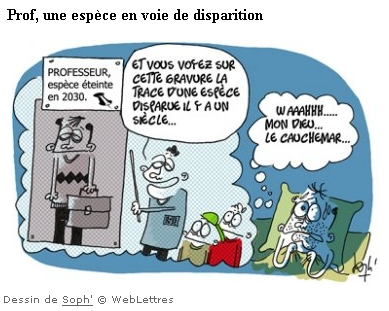 Prof, une espèce en voie de disparition
PROFESSEUR,
espèce éteinte
en 2030.
ET VOUS VOYEZ SUR
CETTE GRAVURE LA
TRACE D'UNE ESPÈCE
DISPARUE IL Y A UN
SIÈCLE...
WAAAHHH.....
MON DIEU...
LE CAUCHEMAR...
Soph'
Dessin de Soph' © WebLettres